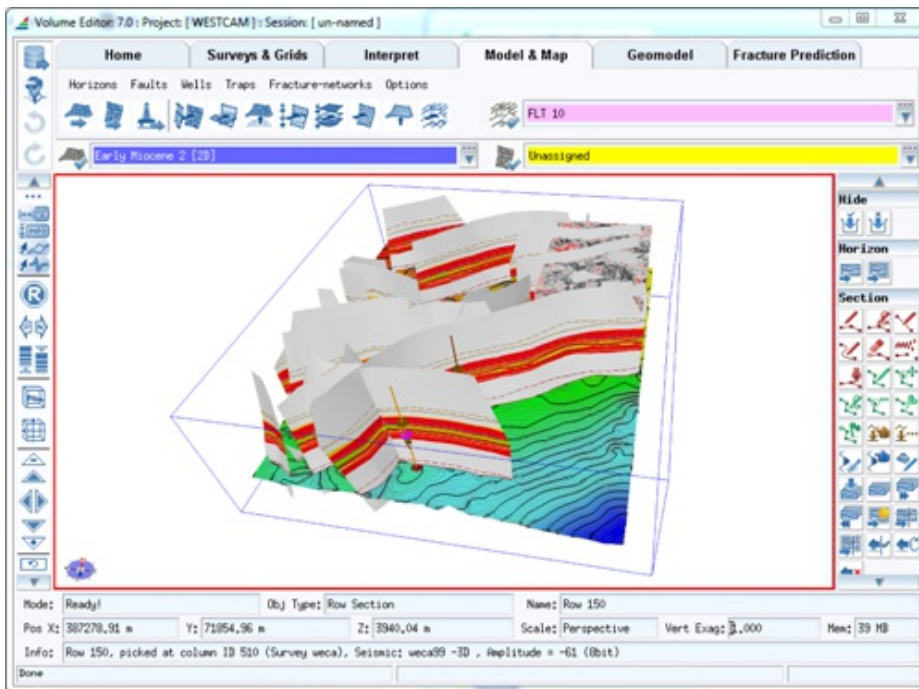 Volume Editor 7.0 : Project: [ WESTCAM ] : Session: [ un-named ]
Home Surveys & Grids Interpret Model & Map Geomodel Fracture Prediction
Horizons Faults Wells Traps Fracture-networks Options
FLT 10
Early Miocene 2 [2D] Unassigned
Hide
Horizon
Section
Mode: Ready! Obj Type: Row Section Name: Row 150
Pos X: 387278.91 m Y: 71854.96 m Z: 3940.04 m Scale: Perspective Vert Exag: 1.000 Mem: 39 MB
Info: Row 150, picked at column ID 510 (Survey weca), Seismic: weca99 -3D , Amplitude = -61 (8bit)
Done